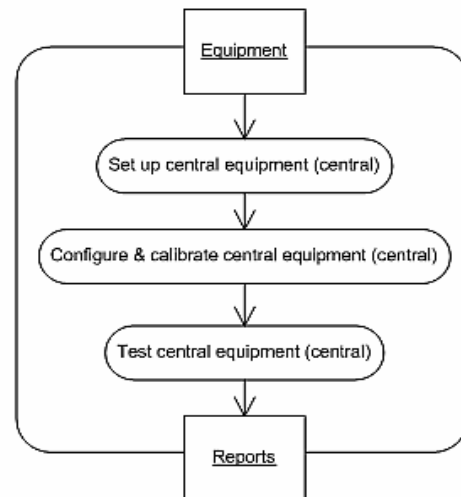 Equipment
Set up central equipment (central)
Configure & calibrate central equipment (central)
Test central equipment (central)
Reports